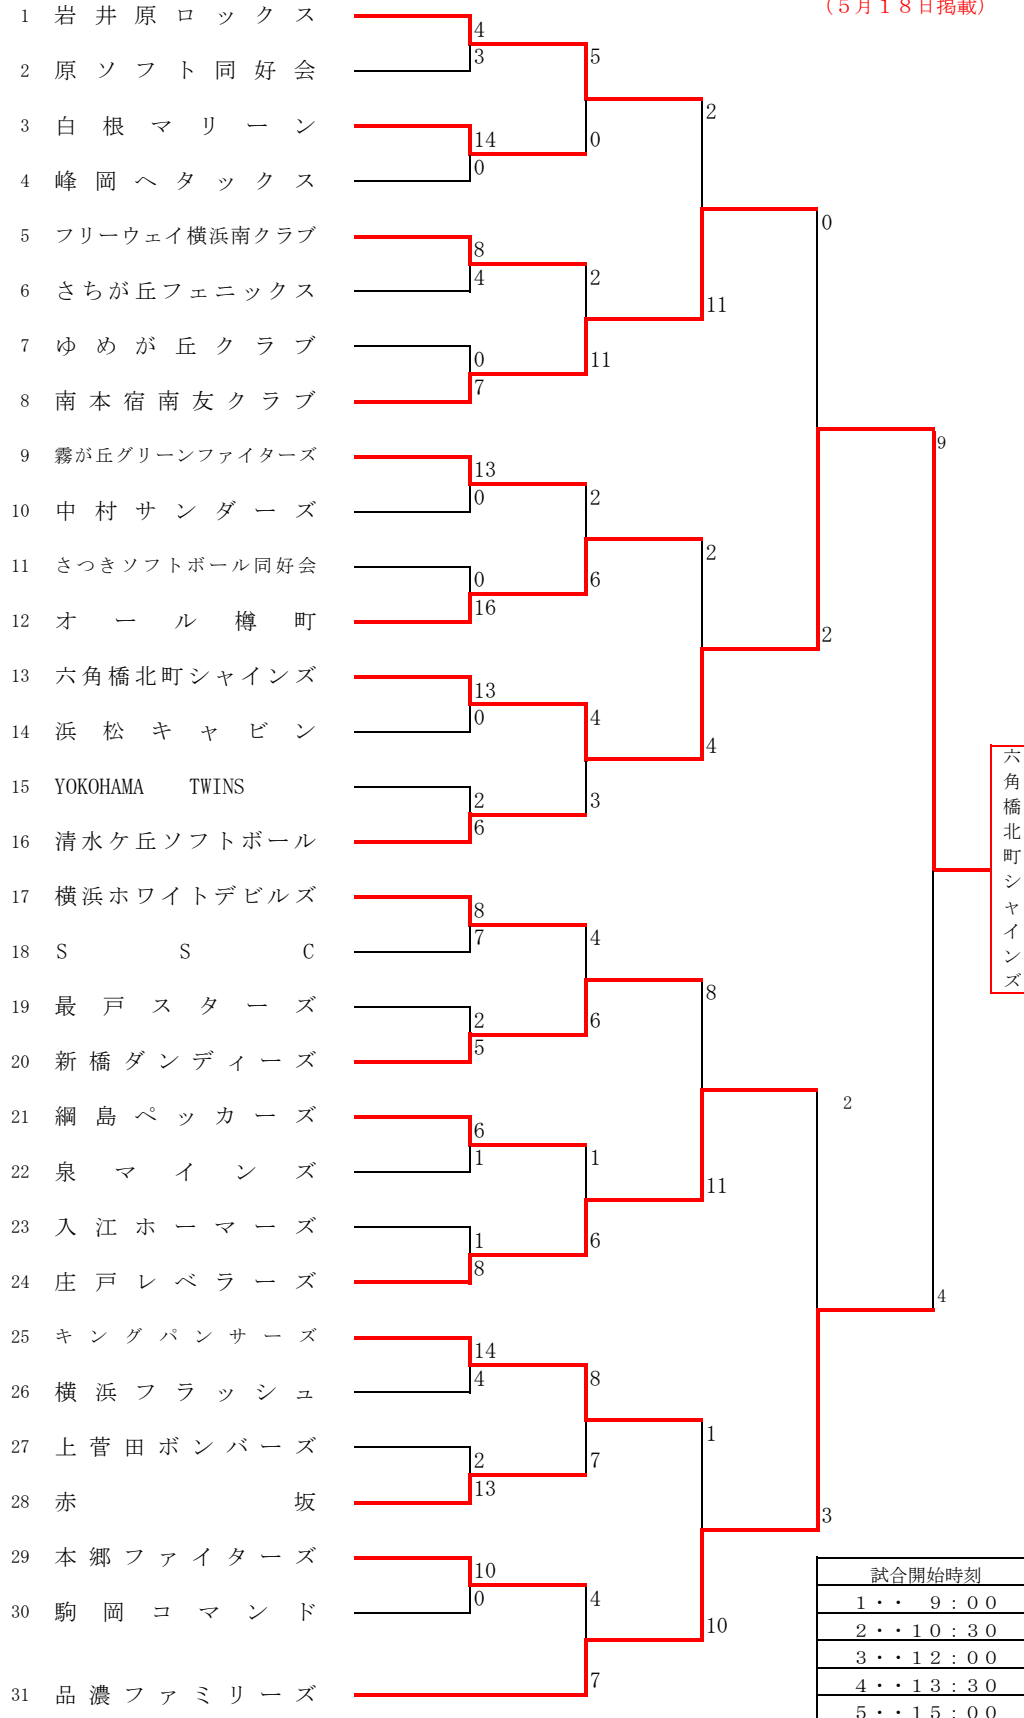 （５月１８日掲載）
1 岩井原ロックス
4
3
2 原ソフト同好会
5
3 白根マリーン
14
0
0
4 峰岡ヘタックス
2
5 フリーウェイ横浜南クラブ
8
4
6 さちが丘フェニックス
2
11
7 ゆめが丘クラブ
0
7
11
8 南本宿南友クラブ
0
9 霧が丘グリーンファイターズ
13
0
10 中村サンダーズ
2
11 さつきソフトボール同好会
0
16
6
12 オール樽町
2
13 六角橋北町シャインズ
13
0
14 浜松キャビン
4
4
15 YOKOHAMA TWINS
2
6
3
16 清水ケ丘ソフトボール
2
9
六角橋北町シャインズ
17 横浜ホワイトデビルズ
8
7
18 S S C
4
19 最戸スターズ
2
5
6
20 新橋ダンディーズ
8
21 綱島ペッカーズ
6
1
22 泉マインズ
1
11
23 入江ホーマーズ
1
8
6
24 庄戸レベラーズ
2
4
25 キングパンサーズ
14
4
26 横浜フラッシュ
8
27 上菅田ボンバーズ
2
13
7
28 赤坂
1
3
29 本郷ファイターズ
10
0
30 駒岡コマンド
4
10
31 品濃ファミリーズ
7
試合開始時刻
１・・　９：００
２・・１０：３０
３・・１２：００
４・・１３：３０
５・・１５：００